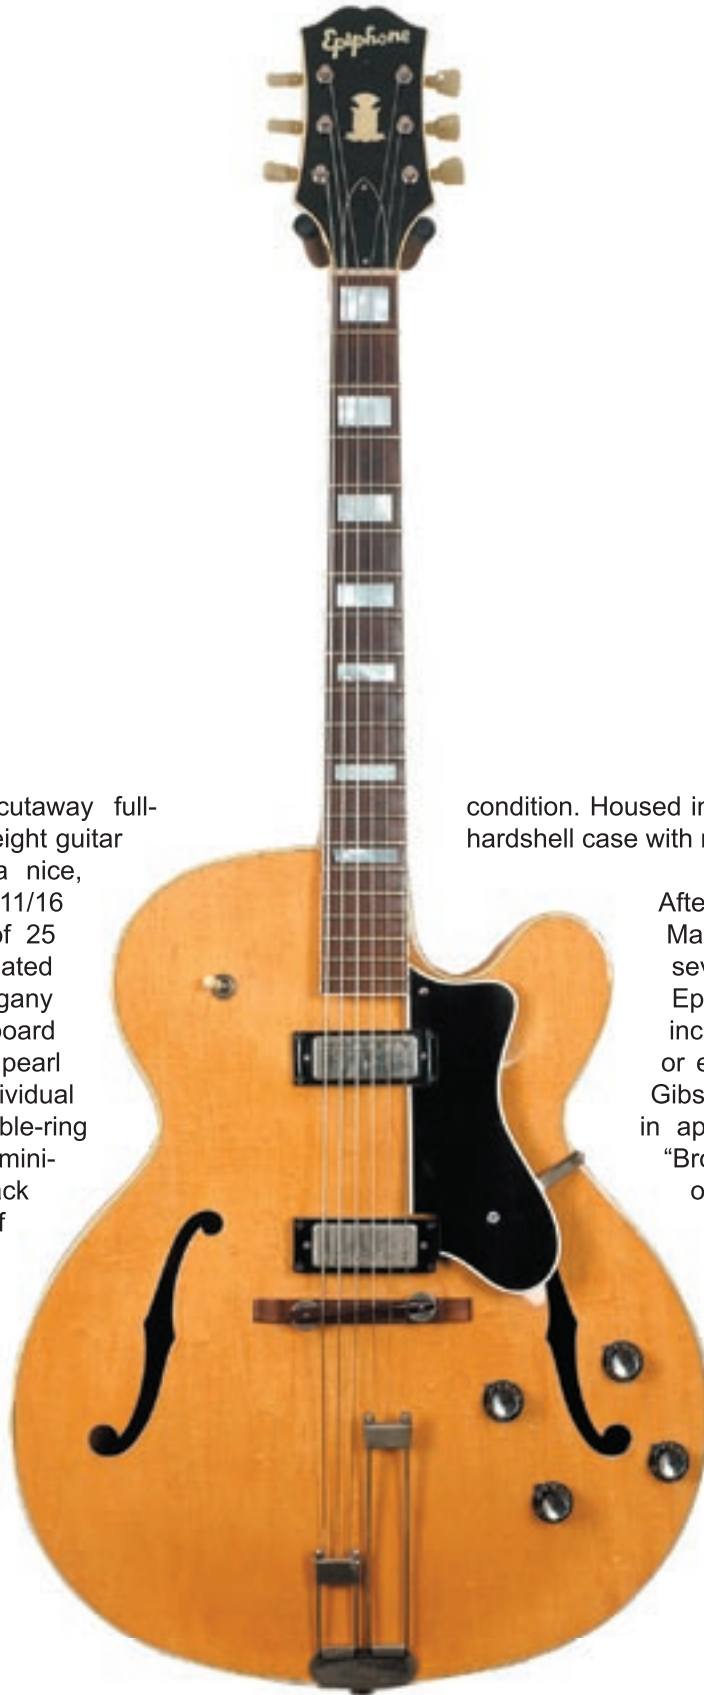 Epiphone
cutaway full-
eight guitar
a nice,
11/16
of 25
ated
gany
board
pearl
ividual
ble-ring
mini-
ack
f
condition. Housed in
hardshell case with
Afte
Ma
sev
Ep
inc
or e
Gibs
in ap
“Bro
o